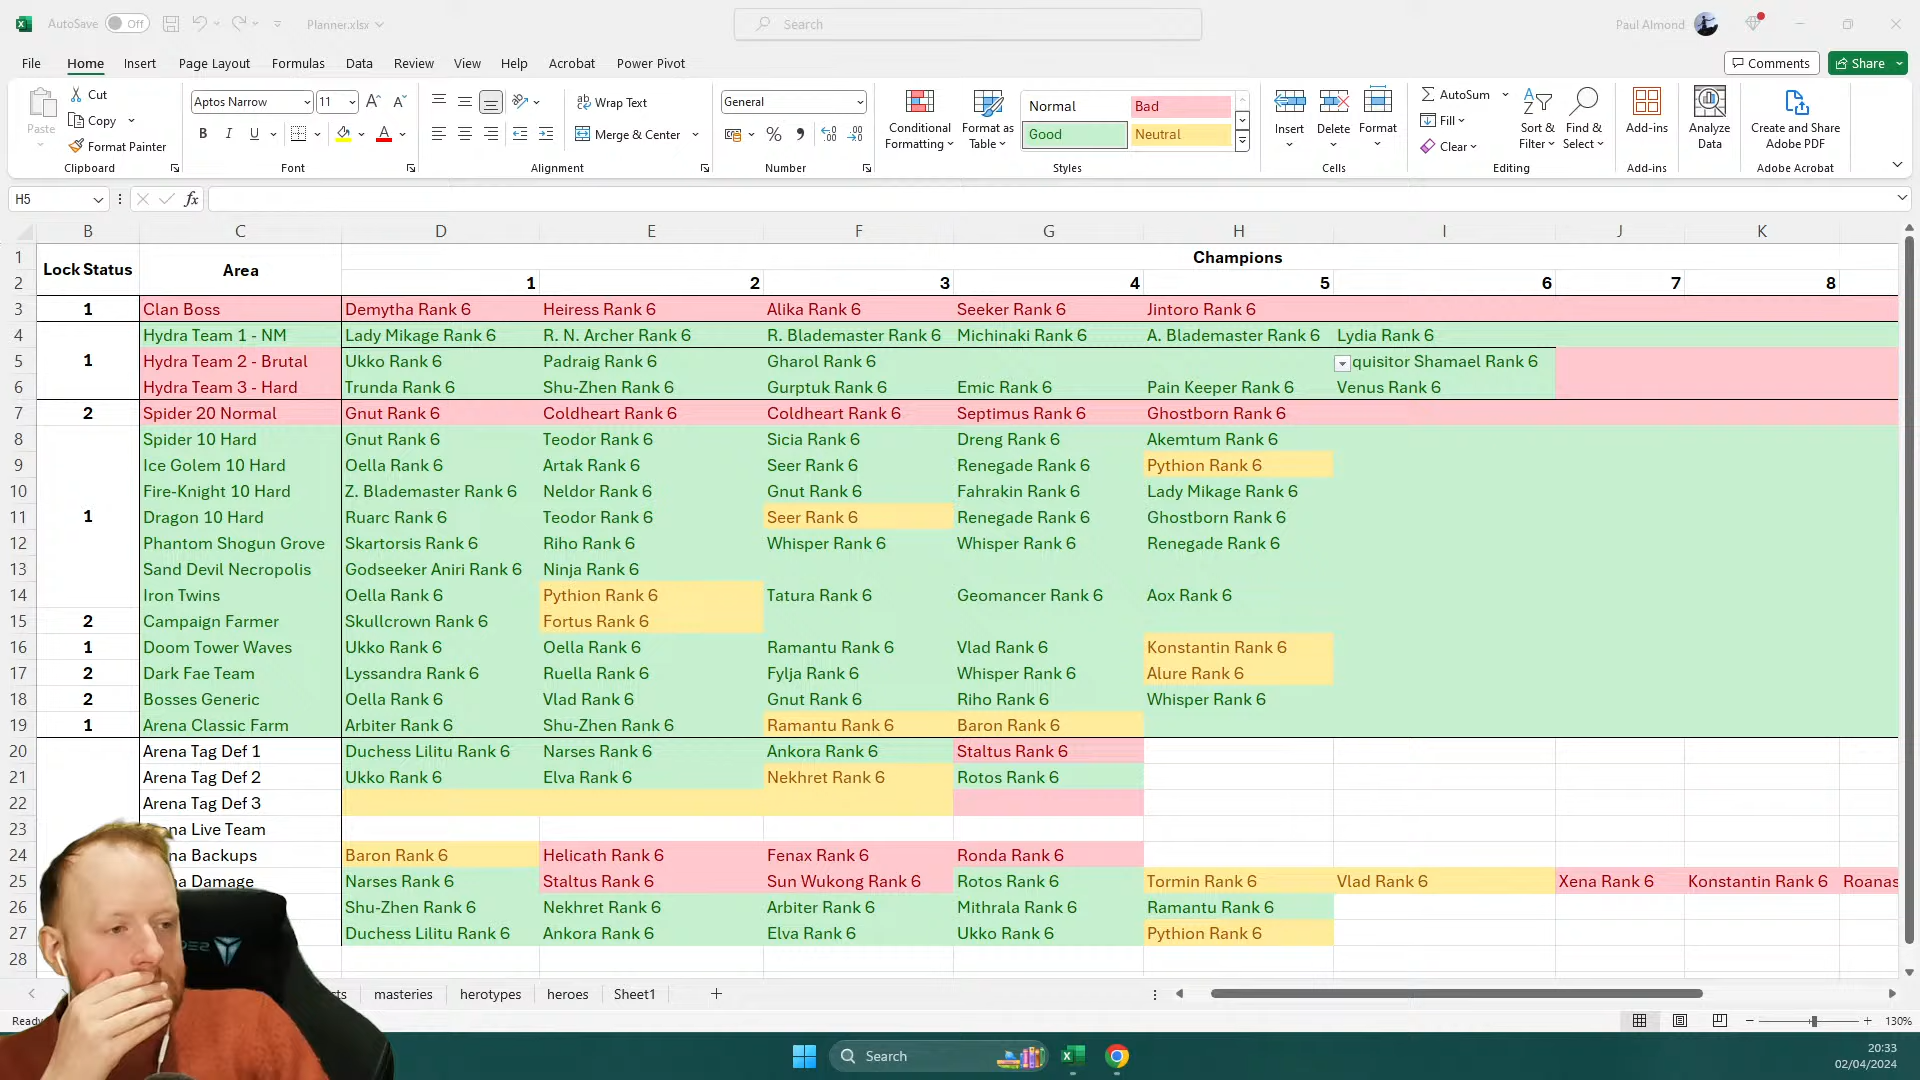 AutoSave Off Planner.xlsx Search Paul Almond
File Home Insert Page Layout Formulas Data Review View Help Acrobat Power Pivot Comments Share
Paste Cut Copy Format Painter Clipboard
Aptos Narrow 11 B I U A Font
Wrap Text Merge & Center Alignment
General % Number
Conditional Formatting Format as Table Normal Bad Good Neutral Styles
Insert Delete Format Cells
AutoSum Fill Clear Sort & Filter Find & Select Editing
Add-ins Add-ins
Analyze Data
Create and Share Adobe PDF Adobe Acrobat
H5 fx
B C D E F G H I J K
1 Lock Status Area Champions
2 1 2 3 4 5 6 7 8
3 1 Clan Boss Demytha Rank 6 Heiress Rank 6 Alika Rank 6 Seeker Rank 6 Jintoro Rank 6
4 Hydra Team 1 - NM Lady Mikage Rank 6 R. N. Archer Rank 6 R. Blademaster Rank 6 Michinaki Rank 6 A. Blademaster Rank 6 Lydia Rank 6
5 1 Hydra Team 2 - Brutal Ukko Rank 6 Padraig Rank 6 Gharol Rank 6 quisitor Shamael Rank 6
6 Hydra Team 3 - Hard Trunda Rank 6 Shu-Zhen Rank 6 Gurptuk Rank 6 Emic Rank 6 Pain Keeper Rank 6 Venus Rank 6
7 2 Spider 20 Normal Gnut Rank 6 Coldheart Rank 6 Coldheart Rank 6 Septimus Rank 6 Ghostborn Rank 6
8 Spider 10 Hard Gnut Rank 6 Teodor Rank 6 Sicia Rank 6 Dreng Rank 6 Akemtum Rank 6
9 Ice Golem 10 Hard Oella Rank 6 Artak Rank 6 Seer Rank 6 Renegade Rank 6 Pythion Rank 6
10 Fire-Knight 10 Hard Z. Blademaster Rank 6 Neldor Rank 6 Gnut Rank 6 Fahrakin Rank 6 Lady Mikage Rank 6
11 1 Dragon 10 Hard Ruarc Rank 6 Teodor Rank 6 Seer Rank 6 Renegade Rank 6 Ghostborn Rank 6
12 Phantom Shogun Grove Skartorsis Rank 6 Riho Rank 6 Whisper Rank 6 Whisper Rank 6 Renegade Rank 6
13 Sand Devil Necropolis Godseeker Aniri Rank 6 Ninja Rank 6
14 Iron Twins Oella Rank 6 Pythion Rank 6 Tatura Rank 6 Geomancer Rank 6 Aox Rank 6
15 2 Campaign Farmer Skullcrown Rank 6 Fortus Rank 6
16 1 Doom Tower Waves Ukko Rank 6 Oella Rank 6 Ramantu Rank 6 Vlad Rank 6 Konstantin Rank 6
17 2 Dark Fae Team Lyssandra Rank 6 Ruella Rank 6 Fylja Rank 6 Whisper Rank 6 Alure Rank 6
18 2 Bosses Generic Oella Rank 6 Vlad Rank 6 Gnut Rank 6 Riho Rank 6 Whisper Rank 6
19 1 Arena Classic Farm Arbiter Rank 6 Shu-Zhen Rank 6 Ramantu Rank 6 Baron Rank 6
20 Arena Tag Def 1 Duchess Lilitu Rank 6 Narses Rank 6 Ankora Rank 6 Staltus Rank 6
21 Arena Tag Def 2 Ukko Rank 6 Elva Rank 6 Nekhret Rank 6 Rotos Rank 6
22 Arena Tag Def 3
23 na Live Team
24 na Backups Baron Rank 6 Helicath Rank 6 Fenax Rank 6 Ronda Rank 6
25 a Damage Narses Rank 6 Staltus Rank 6 Sun Wukong Rank 6 Rotos Rank 6 Tormin Rank 6 Vlad Rank 6 Xena Rank 6 Konstantin Rank 6 Roanas
26 Shu-Zhen Rank 6 Nekhret Rank 6 Arbiter Rank 6 Mithrala Rank 6 Ramantu Rank 6
27 Duchess Lilitu Rank 6 Ankora Rank 6 Elva Rank 6 Ukko Rank 6 Pythion Rank 6
28
ts masteries herotypes heroes Sheet1
Ready 130%
Search
20:33
02/04/2024